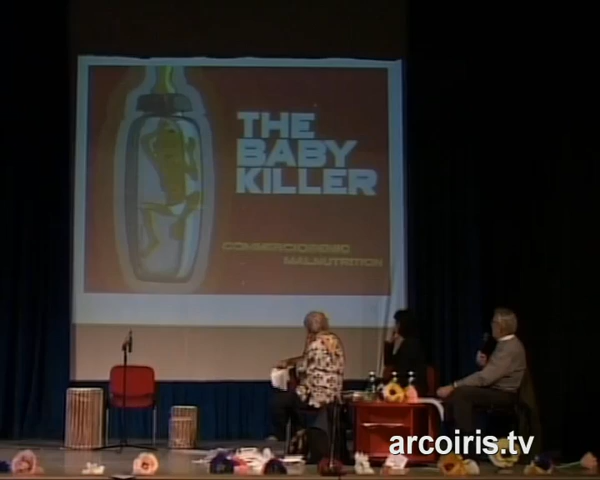 THE
BABY
KILLER
COMMERCIOGENIC
MALNUTRITION
arcoiris.tv